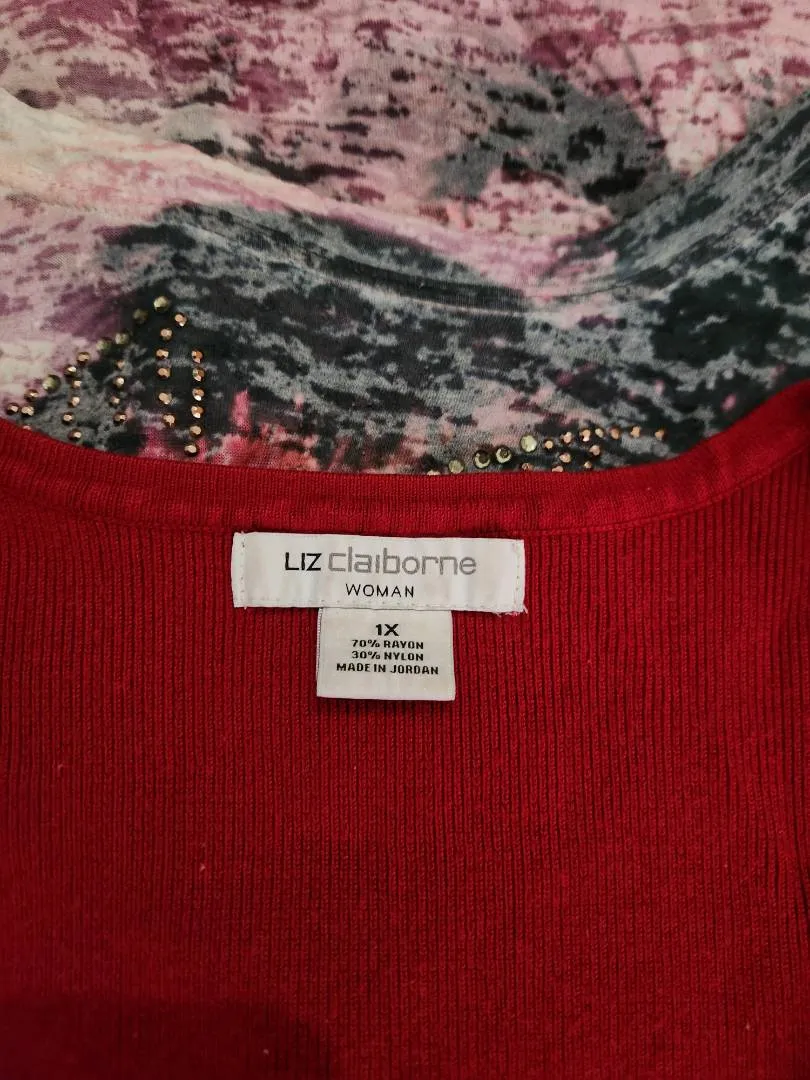 LIZ claiborne
WOMAN
1X
70% RAYON
30% NYLON
MADE IN JORDAN